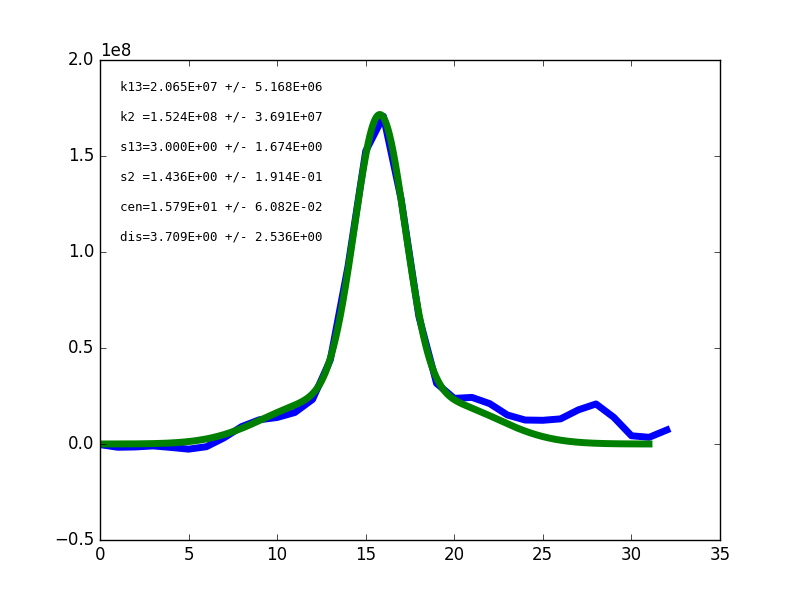 1e8
2.0
k13=2.065E+07 +/- 5.168E+06
k2 =1.524E+08 +/- 3.691E+07
1.5
s13=3.000E+00 +/- 1.674E+00
s2 =1.436E+00 +/- 1.914E-01
cen=1.579E+01 +/- 6.082E-02
dis=3.709E+00 +/- 2.536E+00
1.0
0.5
0.0
−0.5
0 5 10 15 20 25 30 35